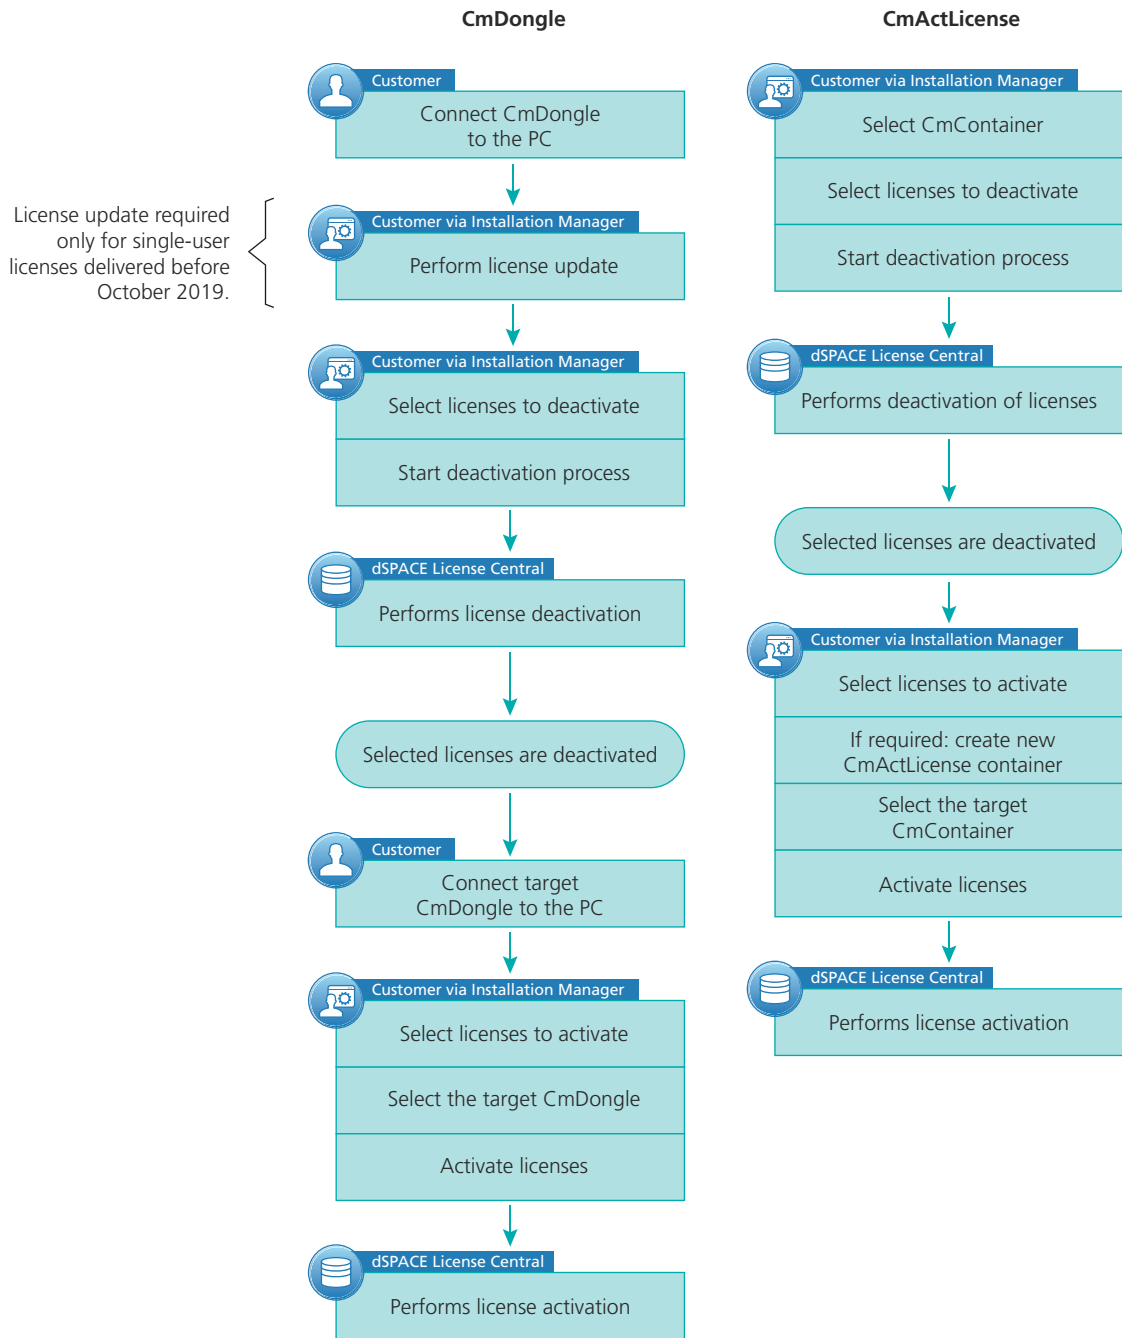 CmDongle
Customer
Connect CmDongle
to the PC
License update required
only for single-user
licenses delivered before
October 2019.
Customer via Installation Manager
Perform license update
Customer via Installation Manager
Select licenses to deactivate
Start deactivation process
dSPACE License Central
Performs license deactivation
Selected licenses are deactivated
Customer
Connect target
CmDongle to the PC
Customer via Installation Manager
Select licenses to activate
Select the target CmDongle
Activate licenses
dSPACE License Central
Performs license activation
CmActLicense
Customer via Installation Manager
Select CmContainer
Select licenses to deactivate
Start deactivation process
dSPACE License Central
Performs deactivation of licenses
Selected licenses are deactivated
Customer via Installation Manager
Select licenses to activate
If required: create new
CmActLicense container
Select the target
CmContainer
Activate licenses
dSPACE License Central
Performs license activation